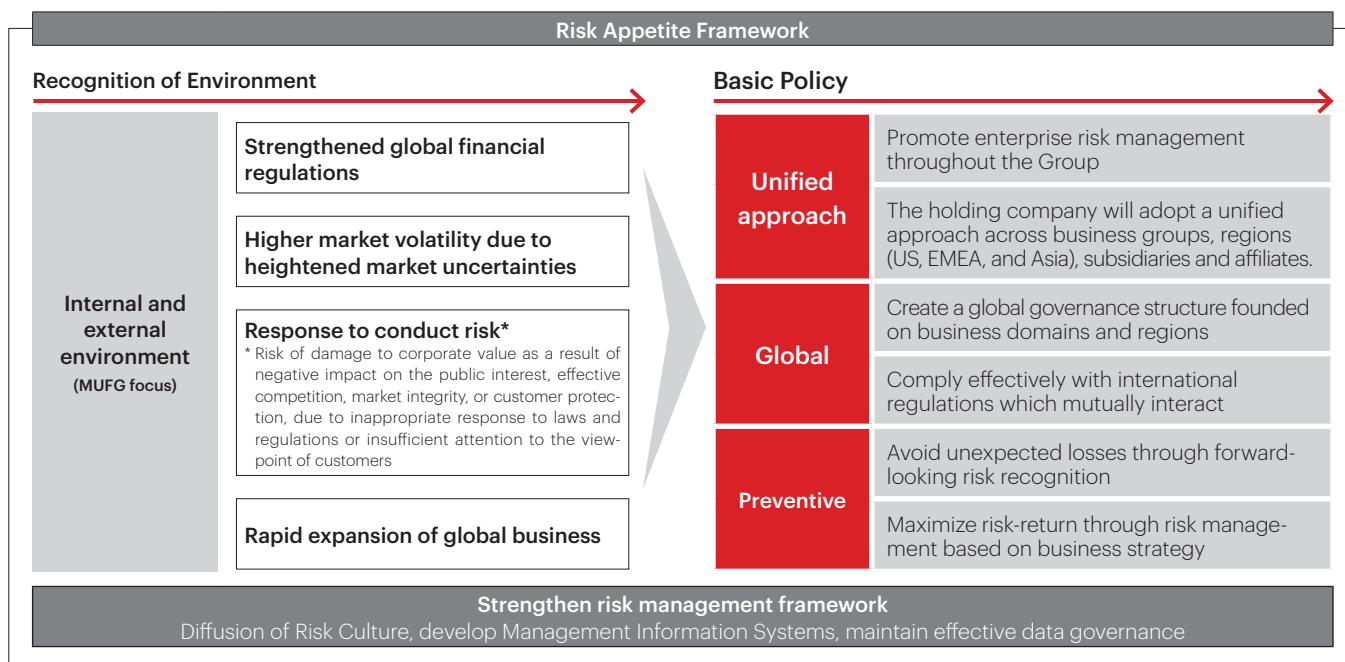 Risk Appetite Framework
Recognition of Environment
Internal and
external
environment
(MUFG focus)
Strengthened global financial
regulations
Higher market volatility due to
heightened market uncertainties
Response to conduct risk*
* Risk of damage to corporate value as a result of
negative impact on the public interest, effective
competition, market integrity, or customer protec-
tion, due to inappropriate response to laws and
regulations or insufficient attention to the view-
point of customers
Rapid expansion of global business
Basic Policy
Unified
approach
Promote enterprise risk management
throughout the Group
The holding company will adopt a unified
approach across business groups, regions
(US, EMEA, and Asia), subsidiaries and affiliates.
Global
Create a global governance structure founded
on business domains and regions
Comply effectively with international
regulations which mutually interact
Preventive
Avoid unexpected losses through forward-
looking risk recognition
Maximize risk-return through risk manage-
ment based on business strategy
Strengthen risk management framework
Diffusion of Risk Culture, develop Management Information Systems, maintain effective data governance